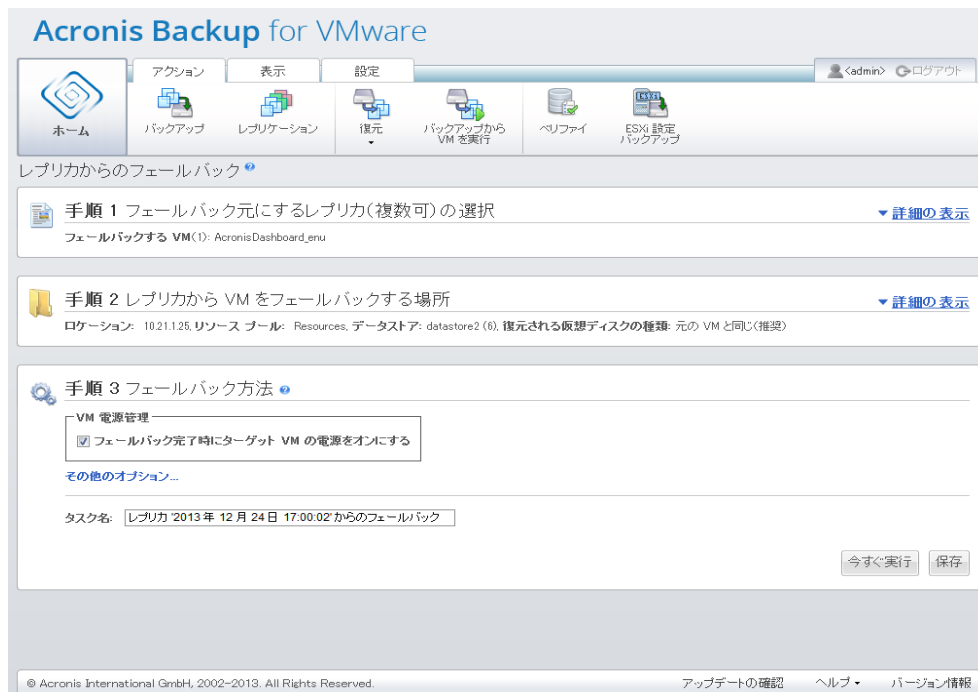 Acronis Backup for VMware
アクション 表示 設定 <admin> ログアウト
ホーム バックアップ レプリケーション 復元 バックアップから VM を実行 ベリファイ ESXi 設定 バックアップ
レプリカからのフェールバック
手順 1 フェールバック元にするレプリカ(複数可)の選択 詳細の表示
フェールバックする VM(1): AcronisDashboard_enu
手順 2 レプリカから VM をフェールバックする場所 詳細の表示
ロケーション: 10.21.1.25, リソース プール: Resources, データストア: datastore2 (6), 復元される仮想ディスクの種類: 元の VM と同じ(推奨)
手順 3 フェールバック方法
VM 電源管理
フェールバック完了時にターゲット VM の電源をオンにする
その他のオプション...
タスク名: レプリカ '2013 年 12 月 24 日 17:00:02'からのフェールバック
今すぐ実行 保存
© Acronis International GmbH, 2002-2013. All Rights Reserved. アップデートの確認 ヘルプ バージョン情報